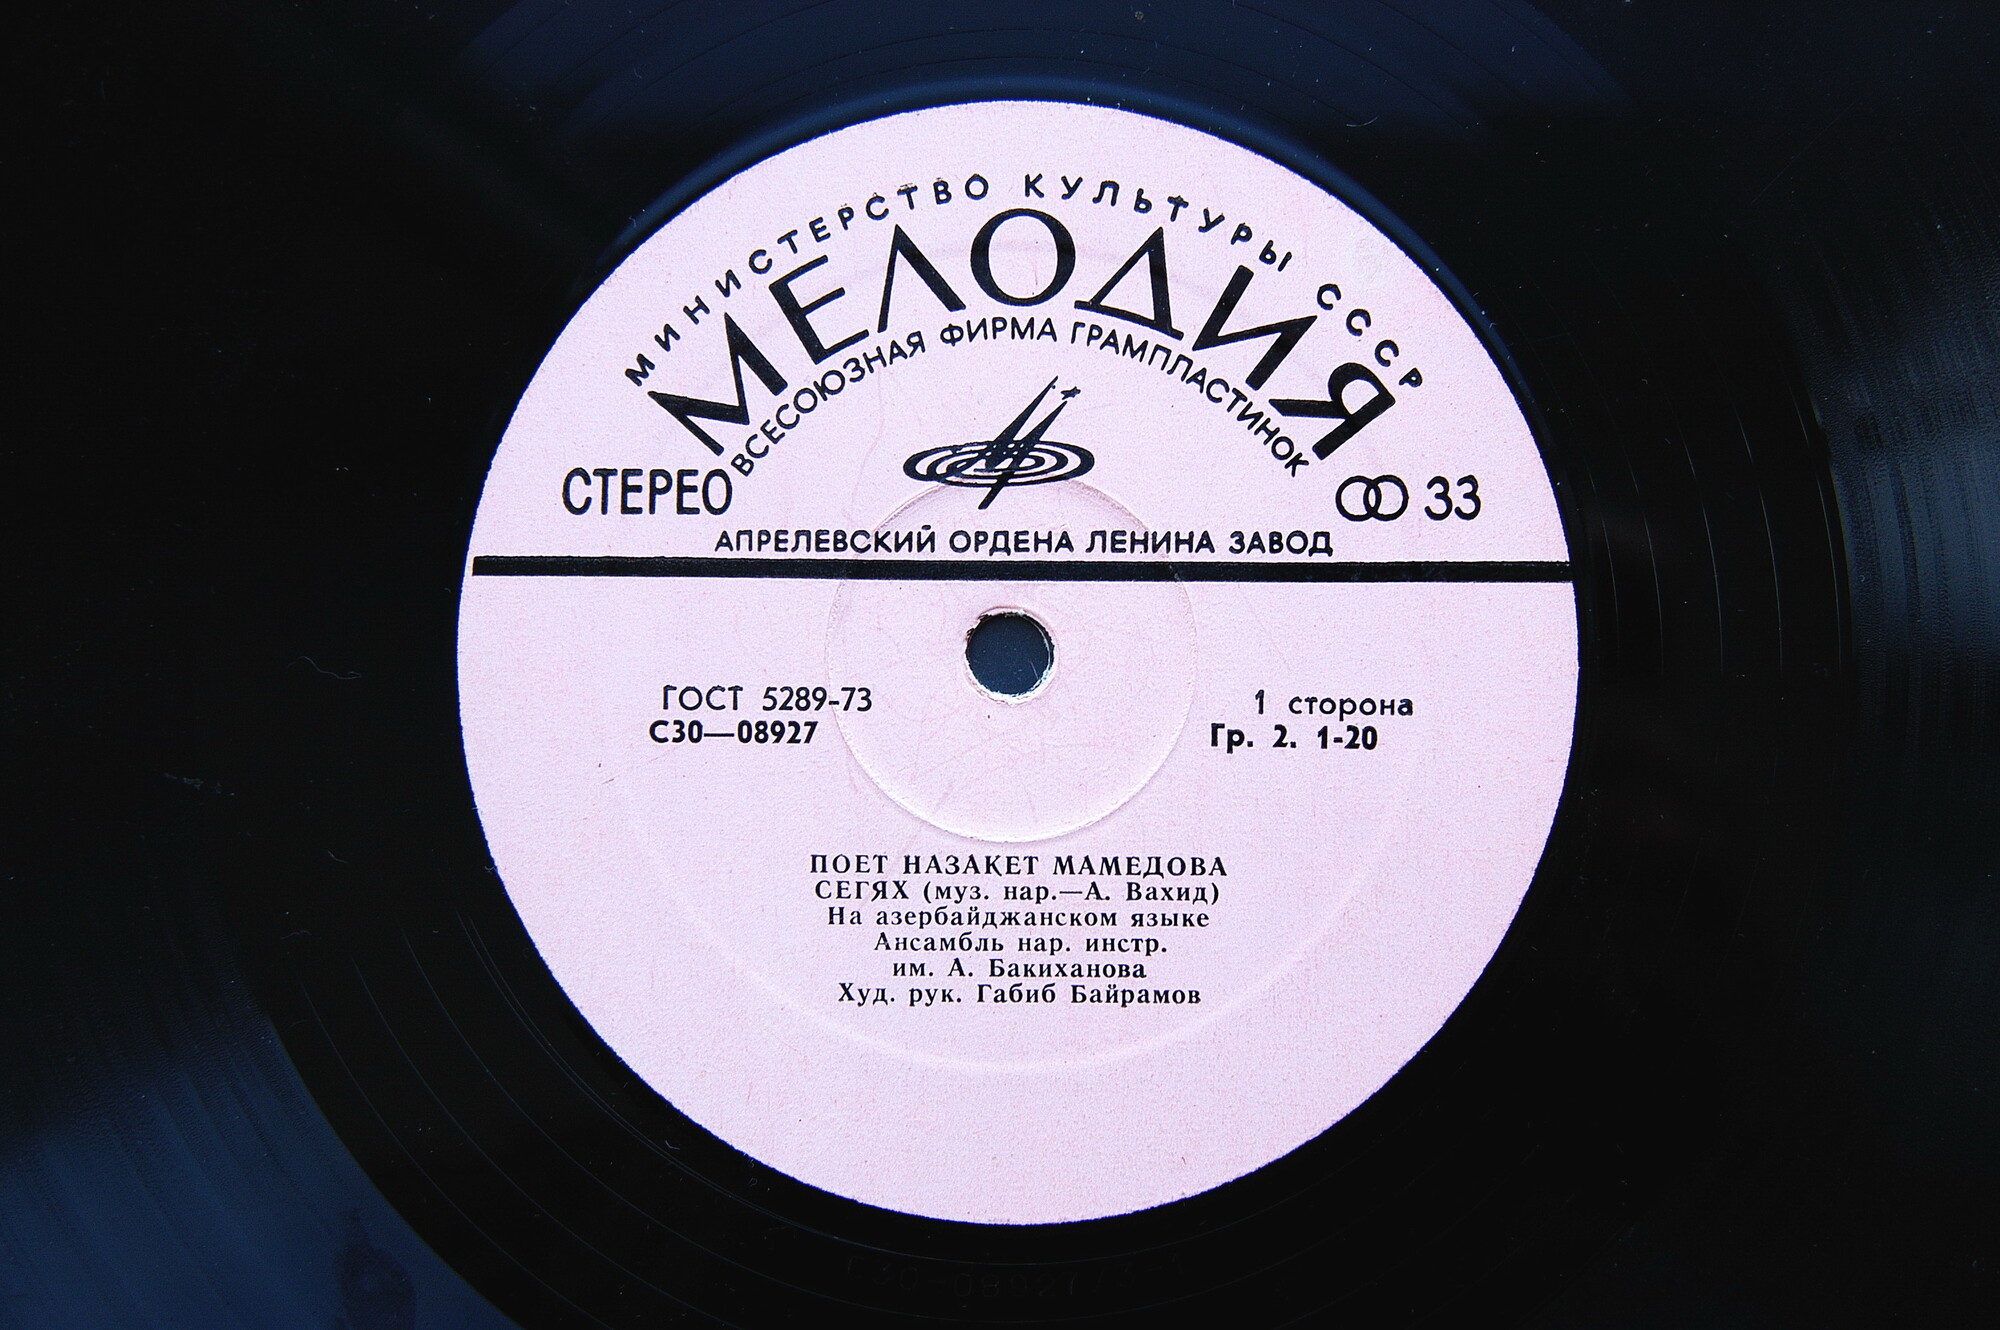 МИНИСТЕРСТВО КУЛЬТУРЫ СССР
МЕЛОДИЯ
ВСЕСОЮЗНАЯ ФИРМА ГРАМПЛАСТИНОК
СТЕРЕО
33
АПРЕЛЕВСКИЙ ОРДЕНА ЛЕНИНА ЗАВОД
ГОСТ 5289-73
С30—08927
1 сторона
Гр. 2. 1-20
ПОЕТ НАЗАКЕТ МАМЕДОВА
СЕГЯХ (муз. нар.—А. Вахид)
На азербайджанском языке
Ансамбль нар. инстр.
им. А. Бакиханова
Худ. рук. Габиб Байрамов